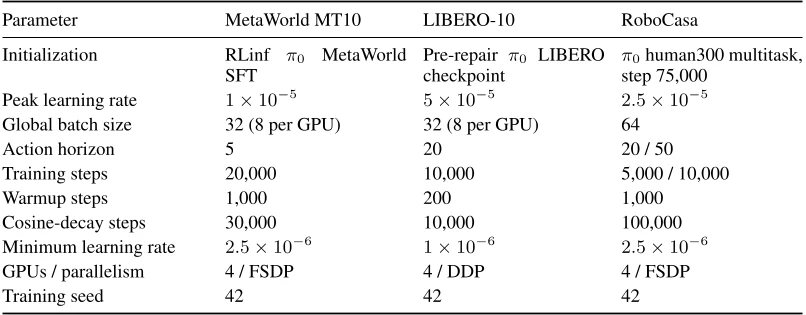 Parameter MetaWorld MT10 LIBERO-10 RoboCasa
Initialization RLinf π0 MetaWorld Pre-repair π0 LIBERO π0 human300 multitask,
SFT checkpoint step 75,000
Peak learning rate 1 × 10⁻⁵ 5 × 10⁻⁵ 2.5 × 10⁻⁵
Global batch size 32 (8 per GPU) 32 (8 per GPU) 64
Action horizon 5 20 20 / 50
Training steps 20,000 10,000 5,000 / 10,000
Warmup steps 1,000 200 1,000
Cosine-decay steps 30,000 10,000 100,000
Minimum learning rate 2.5 × 10⁻⁶ 1 × 10⁻⁶ 2.5 × 10⁻⁶
GPUs / parallelism 4 / FSDP 4 / DDP 4 / FSDP
Training seed 42 42 42